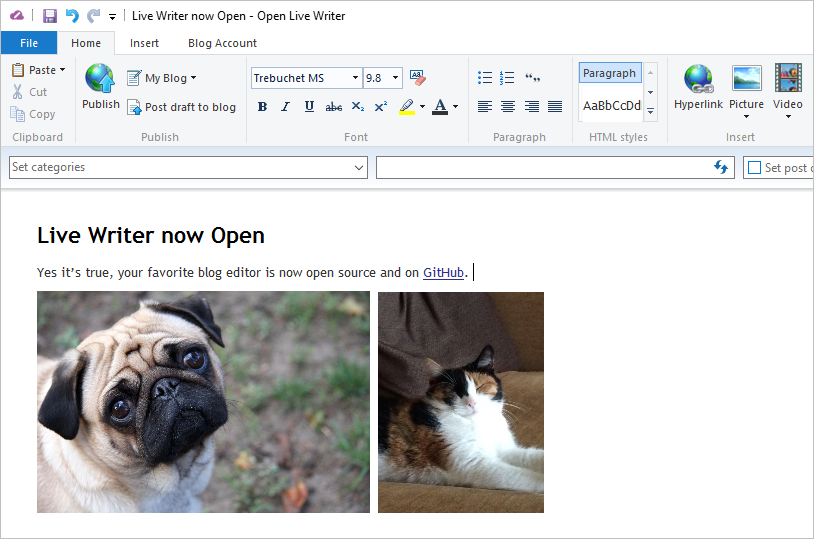 Live Writer now Open - Open Live Writer
File Home Insert Blog Account
Paste
Cut
Copy
Clipboard
Publish
My Blog
Post draft to blog
Publish
Trebuchet MS 9.8
B I U abc X₂ X²
A
Font
Paragraph
Paragraph
AaBbCcDd
HTML styles
Hyperlink Picture Video
Insert
Set categories
Set post
Live Writer now Open
Yes it's true, your favorite blog editor is now open source and on GitHub.